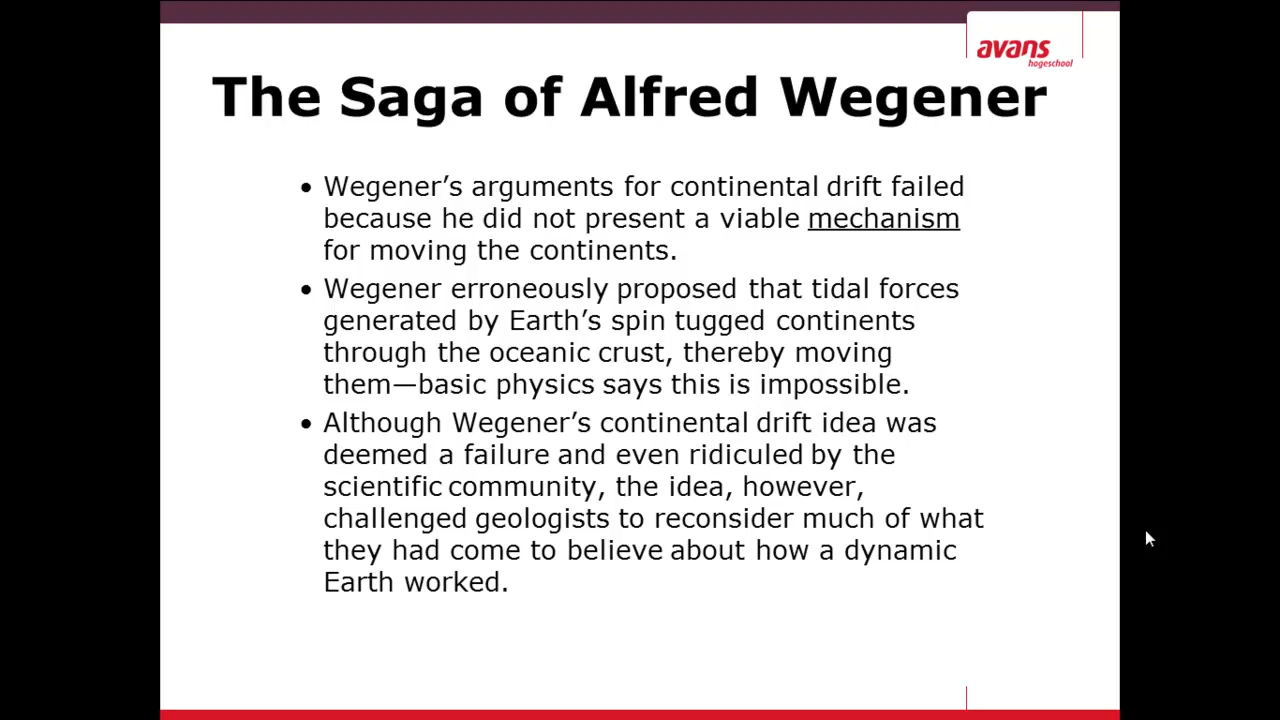 avans
hogeschool
The Saga of Alfred Wegener
• Wegener’s arguments for continental drift failed
because he did not present a viable mechanism
for moving the continents.
• Wegener erroneously proposed that tidal forces
generated by Earth’s spin tugged continents
through the oceanic crust, thereby moving
them—basic physics says this is impossible.
• Although Wegener’s continental drift idea was
deemed a failure and even ridiculed by the
scientific community, the idea, however,
challenged geologists to reconsider much of what
they had come to believe about how a dynamic
Earth worked.